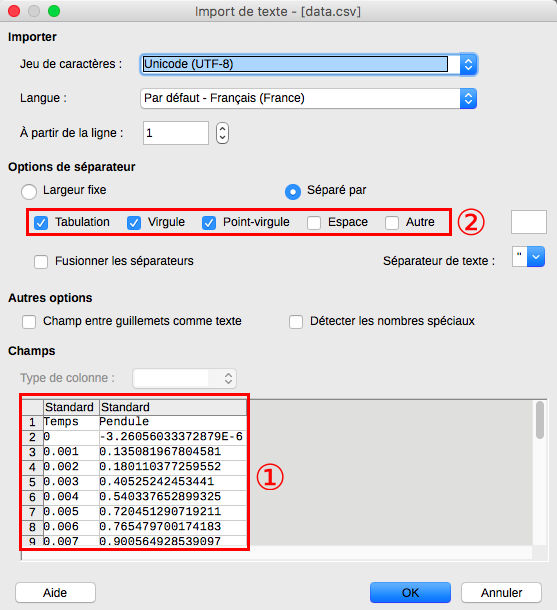 Import de texte - [data.csv]
Importer
Jeu de caractères : Unicode (UTF-8)
Langue : Par défaut - Français (France)
À partir de la ligne : 1
Options de séparateur
Largeur fixe Séparé par
Tabulation Virgule Point-virgule Espace Autre ②
Fusionner les séparateurs Séparateur de texte : "
Autres options
Champ entre guillemets comme texte Détecter les nombres spéciaux
Champs
Type de colonne :
Standard Standard
1 Temps Pendule
2 0 -3.26056033372879E-6
3 0.001 0.135081967804581
4 0.002 0.180110377259552
5 0.003 0.40525242453441
6 0.004 0.540337652899325
7 0.005 0.720451290719211
8 0.006 0.765479700174183
9 0.007 0.900564928539097
①
Aide OK Annuler